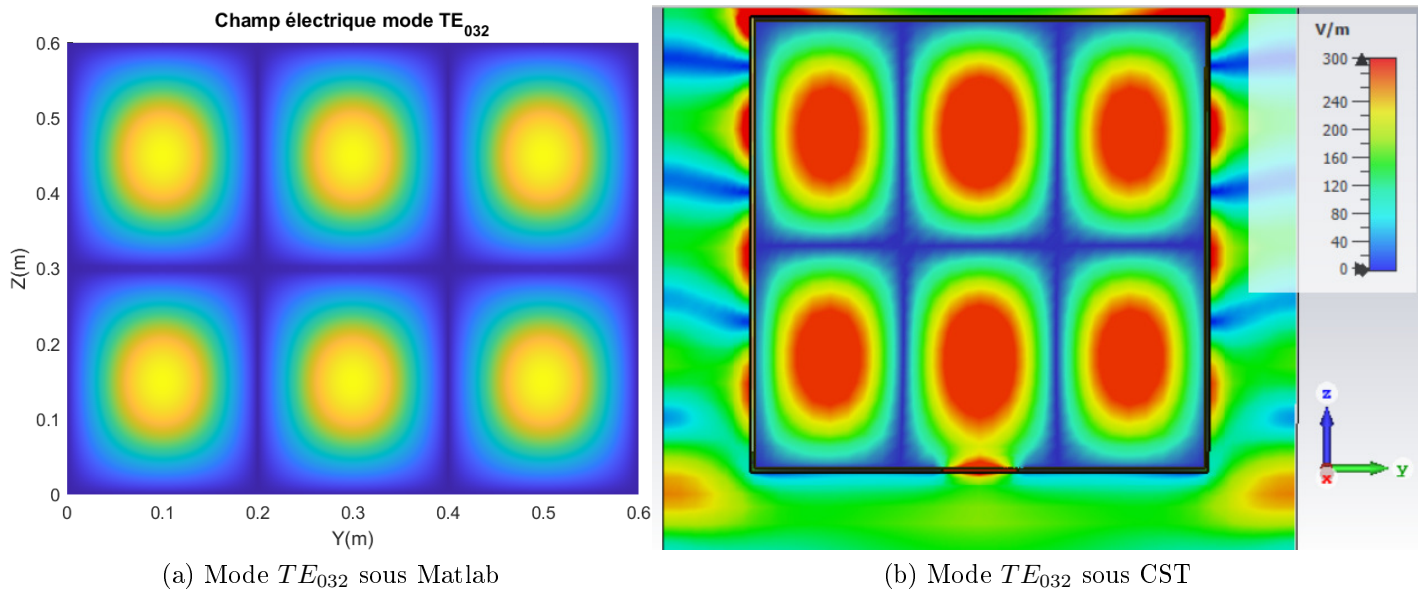 Champ électrique mode TE032
0.6
0.5
0.4
0.3
0.2
0.1
0
Z(m)
0 0.1 0.2 0.3 0.4 0.5 0.6
Y(m)
(a) Mode TE032 sous Matlab
V/m
300
240
200
160
120
80
40
0
z
y
x
(b) Mode TE032 sous CST